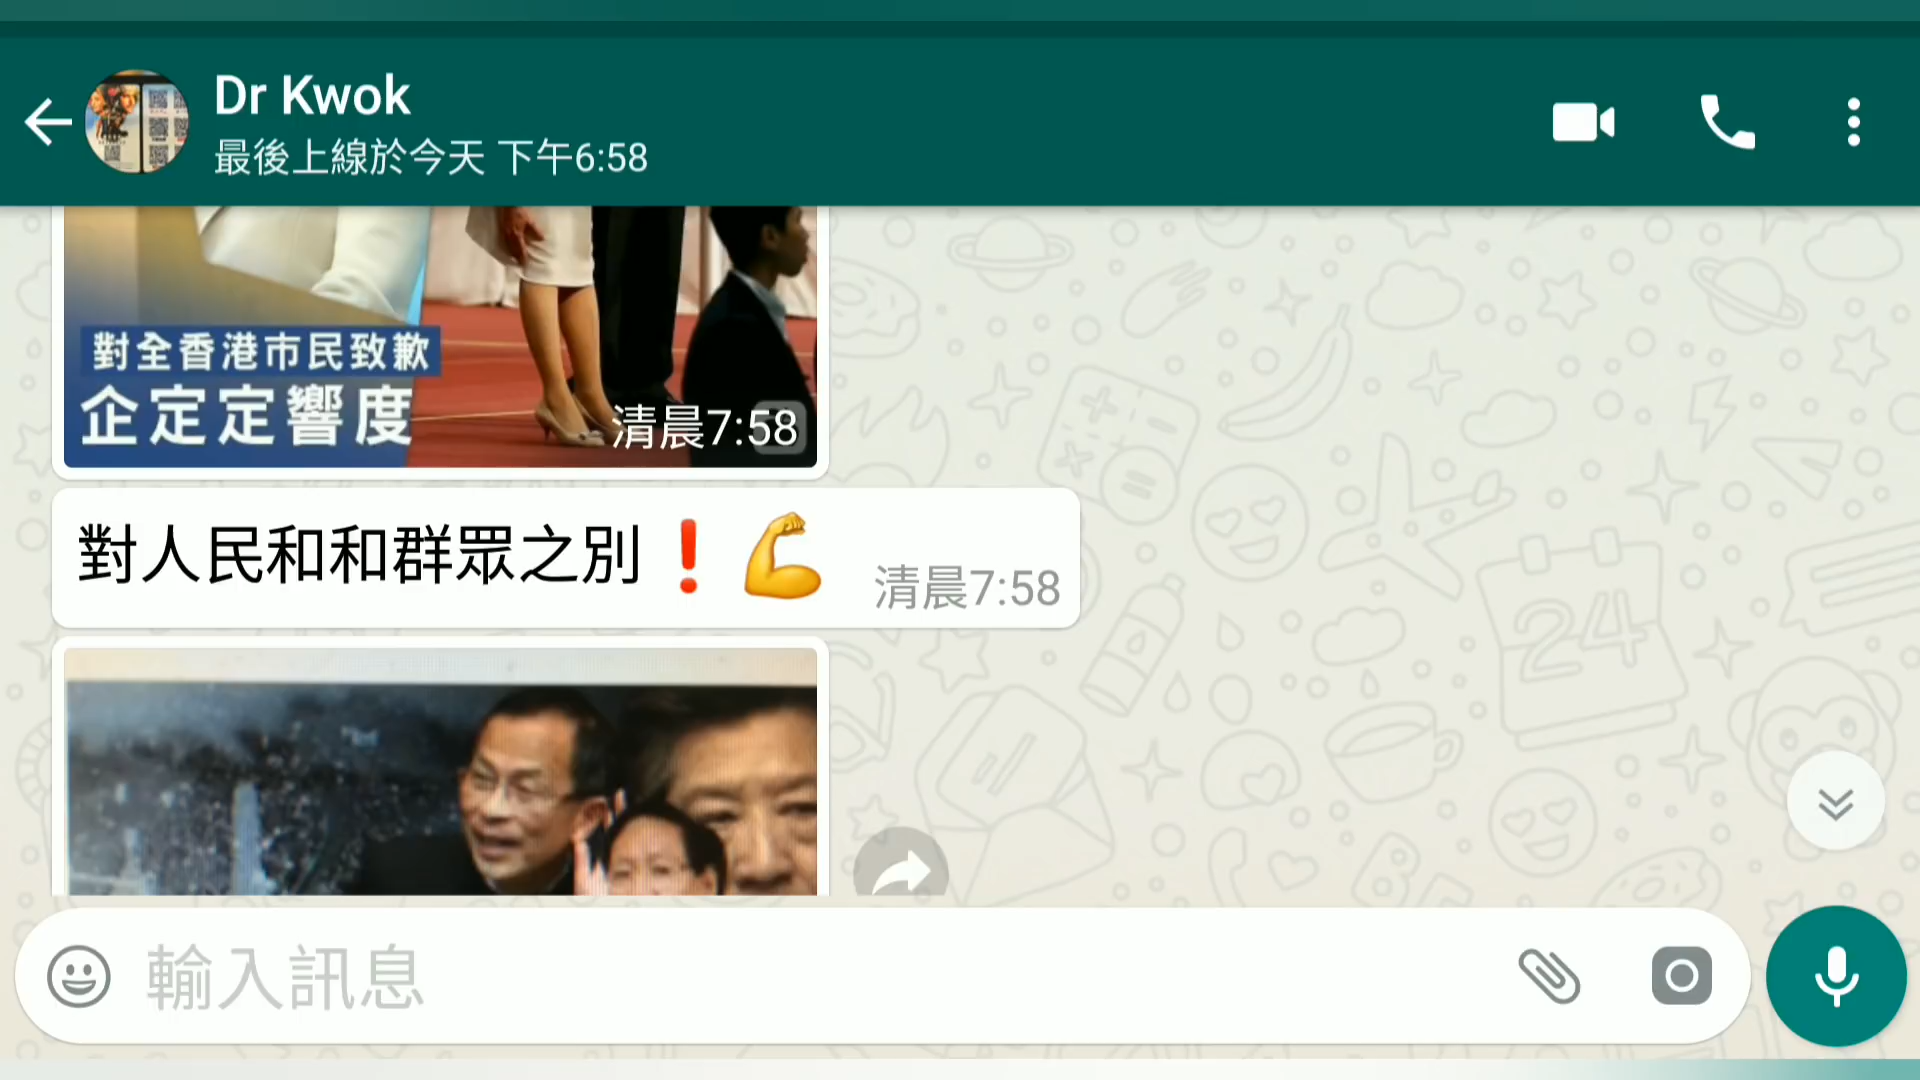 Dr Kwok
最後上線於今天 下午6:58
對全香港市民致歉
企定定響度
清晨7:58
對人民和和群眾之別❗💪
清晨7:58
24
輸入訊息